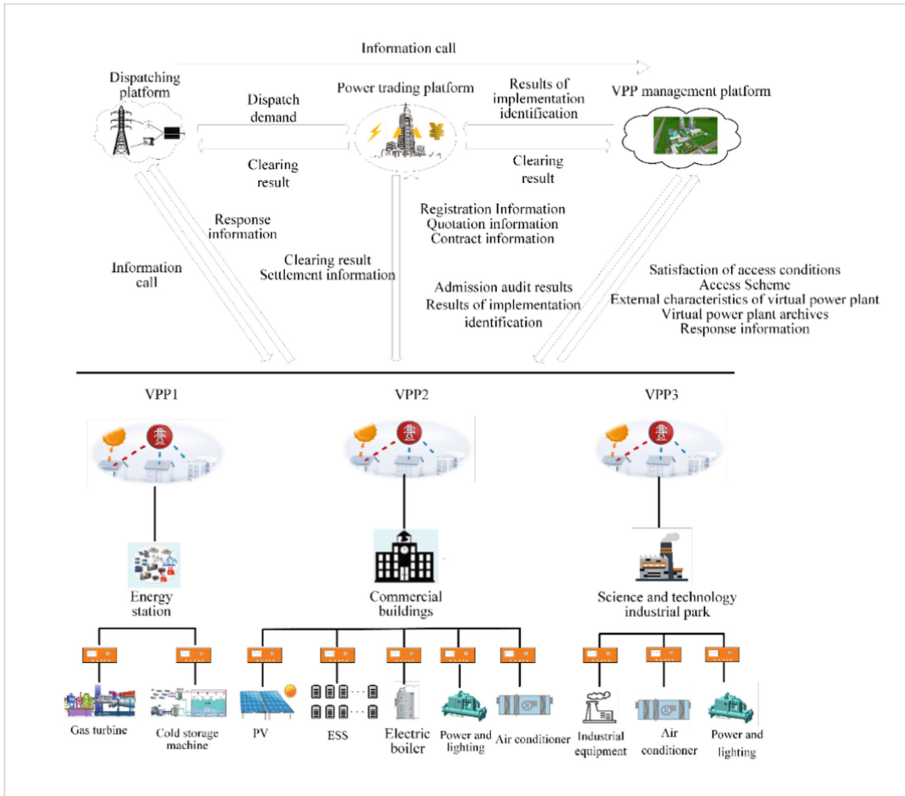 Information call
Dispatching
platform
Power trading platform
Results of
implementation
identification
VPP management platform
Dispatch
demand
Clearing
result
Clearing
result
Response
information
Registration Information
Quotation information
Contract information
Information
call
Clearing result
Settlement information
Admission audit results
Results of implementation
identification
Satisfaction of access conditions
Access Scheme
External characteristics of virtual power plant
Virtual power plant archives
Response information
VPP1
VPP2
VPP3
Energy
station
Commercial
buildings
Science and technology
industrial park
Gas turbine
Cold storage
machine
PV
ESS
Electric
boiler
Power and
lighting
Air conditioner
Industrial
equipment
Air
conditioner
Power and
lighting